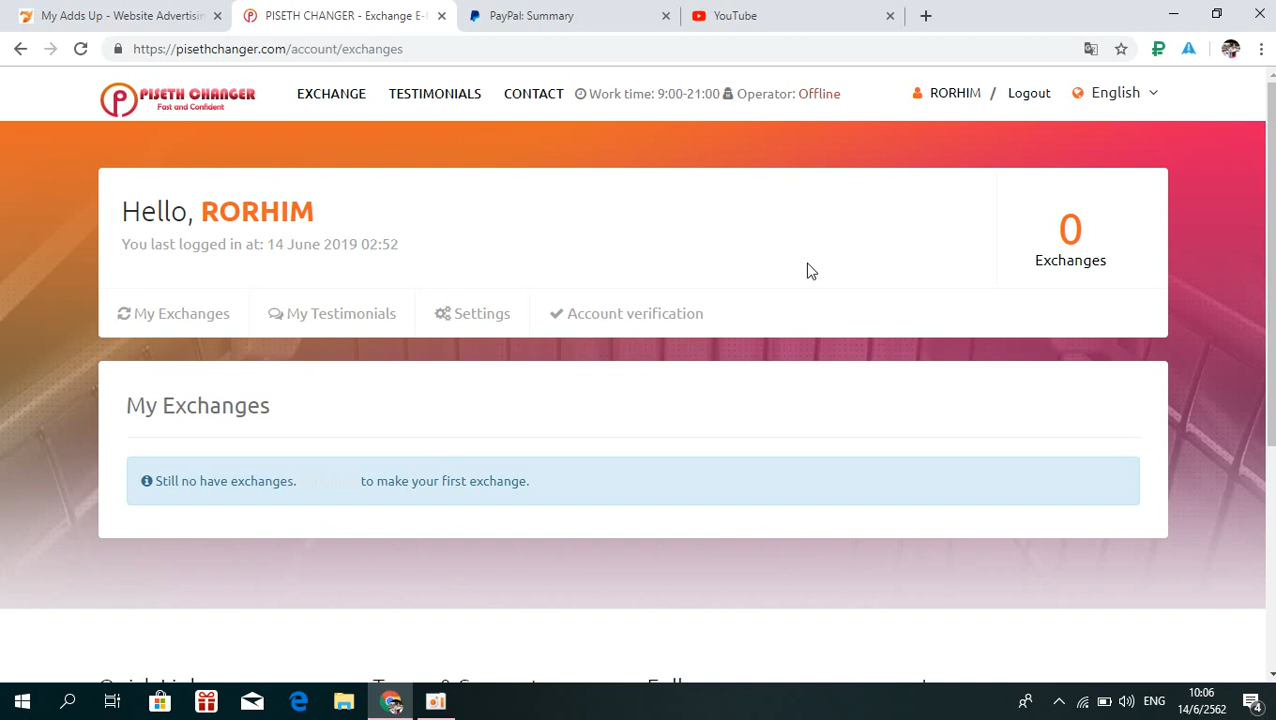 My Adds Up - Website Advertisin
PISETH CHANGER - Exchange E-
PayPal: Summary
YouTube
https://pisethchanger.com/account/exchanges
PISETH CHANGER
Fast and Confident
EXCHANGE
TESTIMONIALS
CONTACT
Work time: 9:00-21:00
Operator: Offline
RORHIM / Logout
English
Hello, RORHIM
You last logged in at: 14 June 2019 02:52
0
Exchanges
My Exchanges
My Testimonials
Settings
Account verification
My Exchanges
Still no have exchanges. to make your first exchange.
ENG
10:06
14/6/2562
4